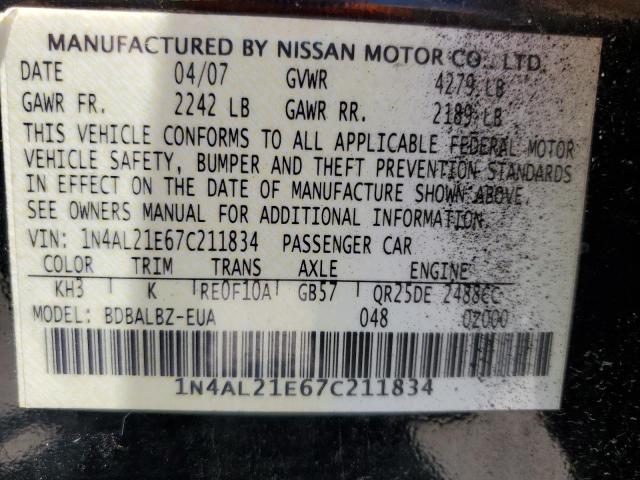 MANUFACTURED BY NISSAN MOTOR CO., LTD.
DATE 04/07 GVWR 4279 LB
GAWR FR. 2242 LB GAWR RR. 2189 LB
THIS VEHICLE CONFORMS TO ALL APPLICABLE FEDERAL MOTOR
VEHICLE SAFETY, BUMPER AND THEFT PREVENTION STANDARDS
IN EFFECT ON THE DATE OF MANUFACTURE SHOWN ABOVE.
SEE OWNERS MANUAL FOR ADDITIONAL INFORMATION.
VIN: 1N4AL21E67C211834 PASSENGER CAR
COLOR TRIM TRANS AXLE ENGINE
KH3 K RE0F10A GB57 QR25DE 2488CC
MODEL: BDBALBZ-EUA 048 0Z000
1N4AL21E67C211834